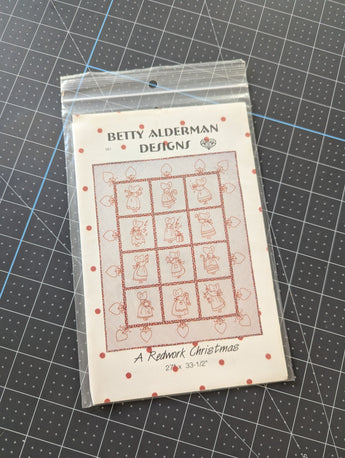 BETTY ALDERMAN
DESIGNS
A Redwork Christmas
27" x 33-1/2"